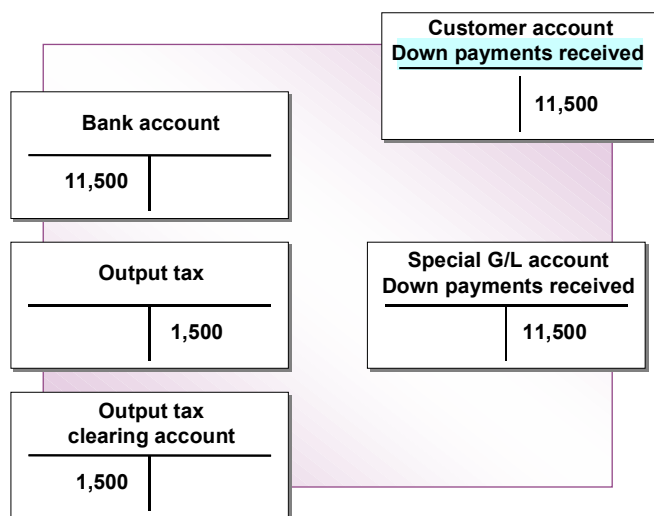 Customer account
Down payments received
11,500
Bank account
11,500
Output tax
1,500
Special G/L account
Down payments received
11,500
Output tax
clearing account
1,500